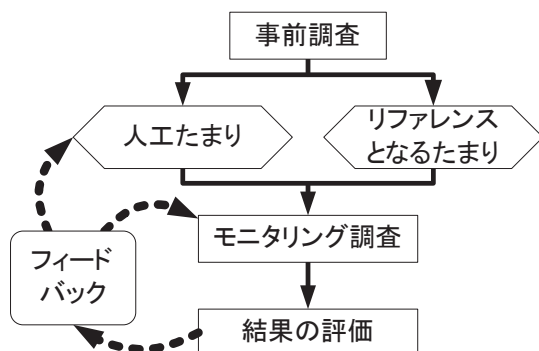 事前調査
人工たまり
リファレンス
となるたまり
モニタリング調査
フィード
バック
結果の評価